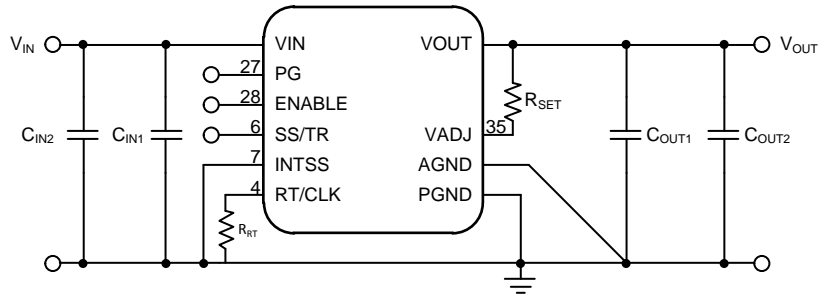 VIN VIN VOUT VOUT
27 PG
28 ENABLE RSET
CIN2 CIN1 6 SS/TR VADJ 35 COUT1 COUT2
7 INTSS AGND
4 RT/CLK PGND
RRT